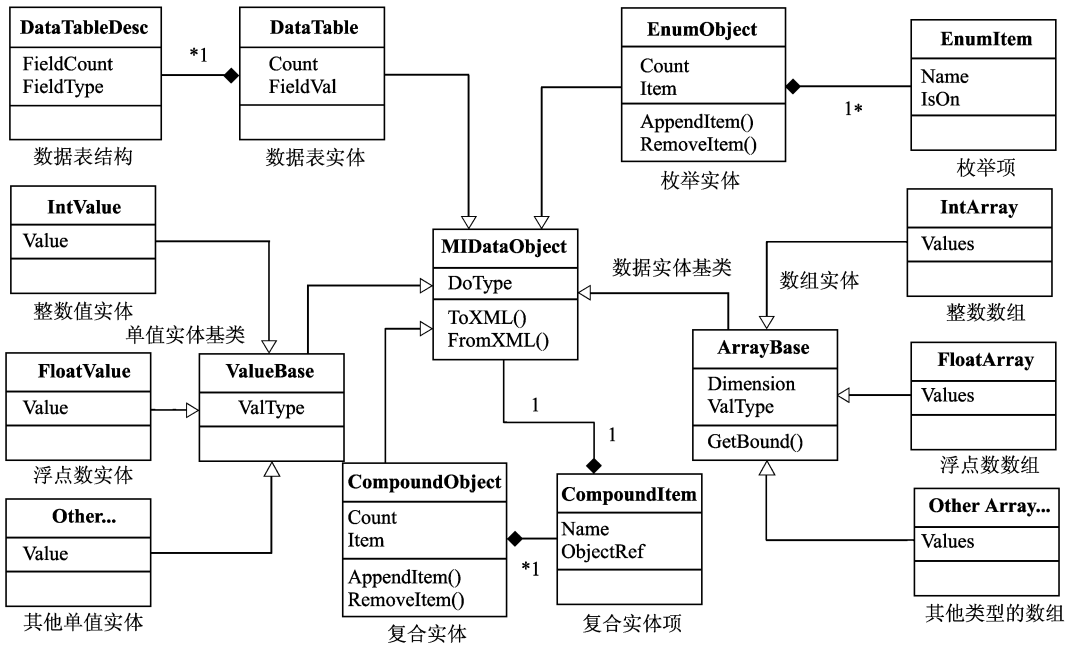 DataTableDesc
FieldCount
FieldType
数据表结构
*1
DataTable
Count
FieldVal
数据表实体
EnumObject
Count
Item
AppendItem()
RemoveItem()
枚举实体
1*
EnumItem
Name
IsOn
枚举项
IntValue
Value
整数值实体
MIDataObject
DoType
ToXML()
FromXML()
数据实体基类
数组实体
IntArray
Values
整数数组
单值实体基类
FloatValue
Value
浮点数实体
ValueBase
ValType
ArrayBase
Dimension
ValType
GetBound()
FloatArray
Values
浮点数数组
1
1
Other...
Value
其他单值实体
CompoundObject
Count
Item
AppendItem()
RemoveItem()
复合实体
*1
CompoundItem
Name
ObjectRef
复合实体项
Other Array...
Values
其他类型的数组